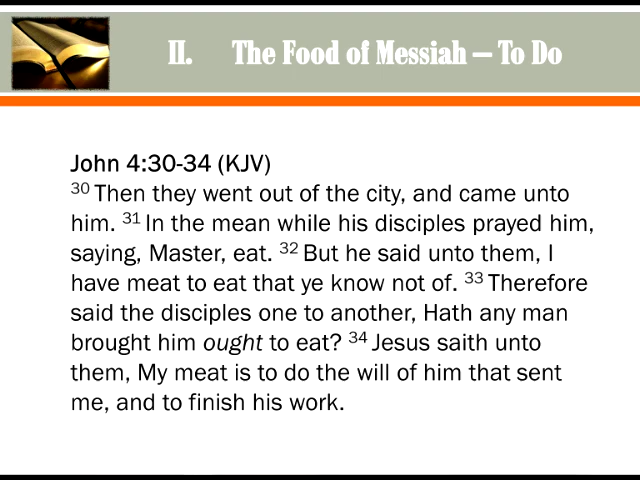 II. The Food of Messiah – To Do
John 4:30-34 (KJV)
30 Then they went out of the city, and came unto
him. 31 In the mean while his disciples prayed him,
saying, Master, eat. 32 But he said unto them, I
have meat to eat that ye know not of. 33 Therefore
said the disciples one to another, Hath any man
brought him ought to eat? 34 Jesus saith unto
them, My meat is to do the will of him that sent
me, and to finish his work.